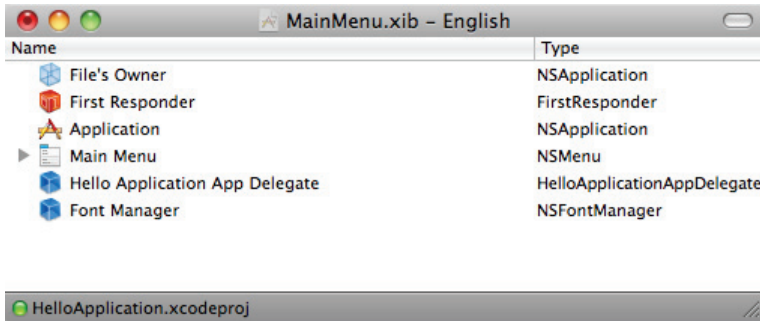 MainMenu.xib – English
Name Type
File's Owner NSApplication
First Responder FirstResponder
Application NSApplication
Main Menu NSMenu
Hello Application App Delegate HelloApplicationAppDelegate
Font Manager NSFontManager
HelloApplication.xcodeproj